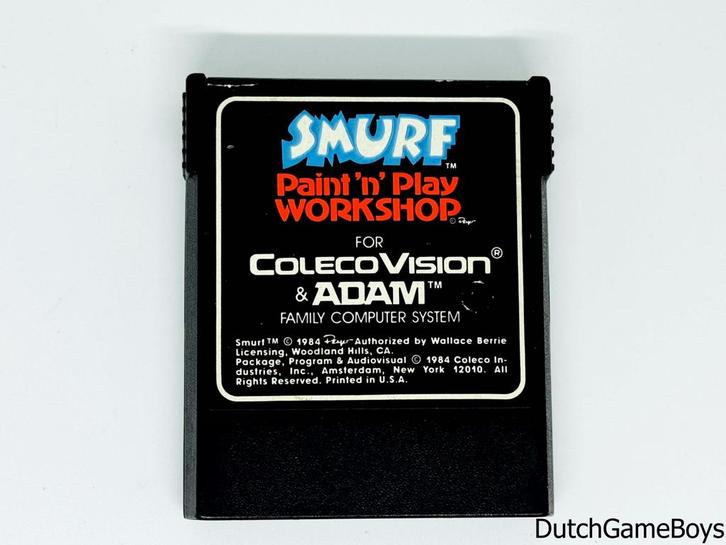 SMURF™
Paint 'n' Play
WORKSHOP
© Peyo
FOR
COLECOVISION®
& ADAM™
FAMILY COMPUTER SYSTEM
Smurf™ © 1984 Peyo Authorized by Wallace Berrie
Licensing, Woodland Hills, CA.
Package, Program & Audiovisual © 1984 Coleco In-
dustries, Inc., Amsterdam, New York 12010. All
Rights Reserved. Printed in U.S.A.
DutchGameBoys